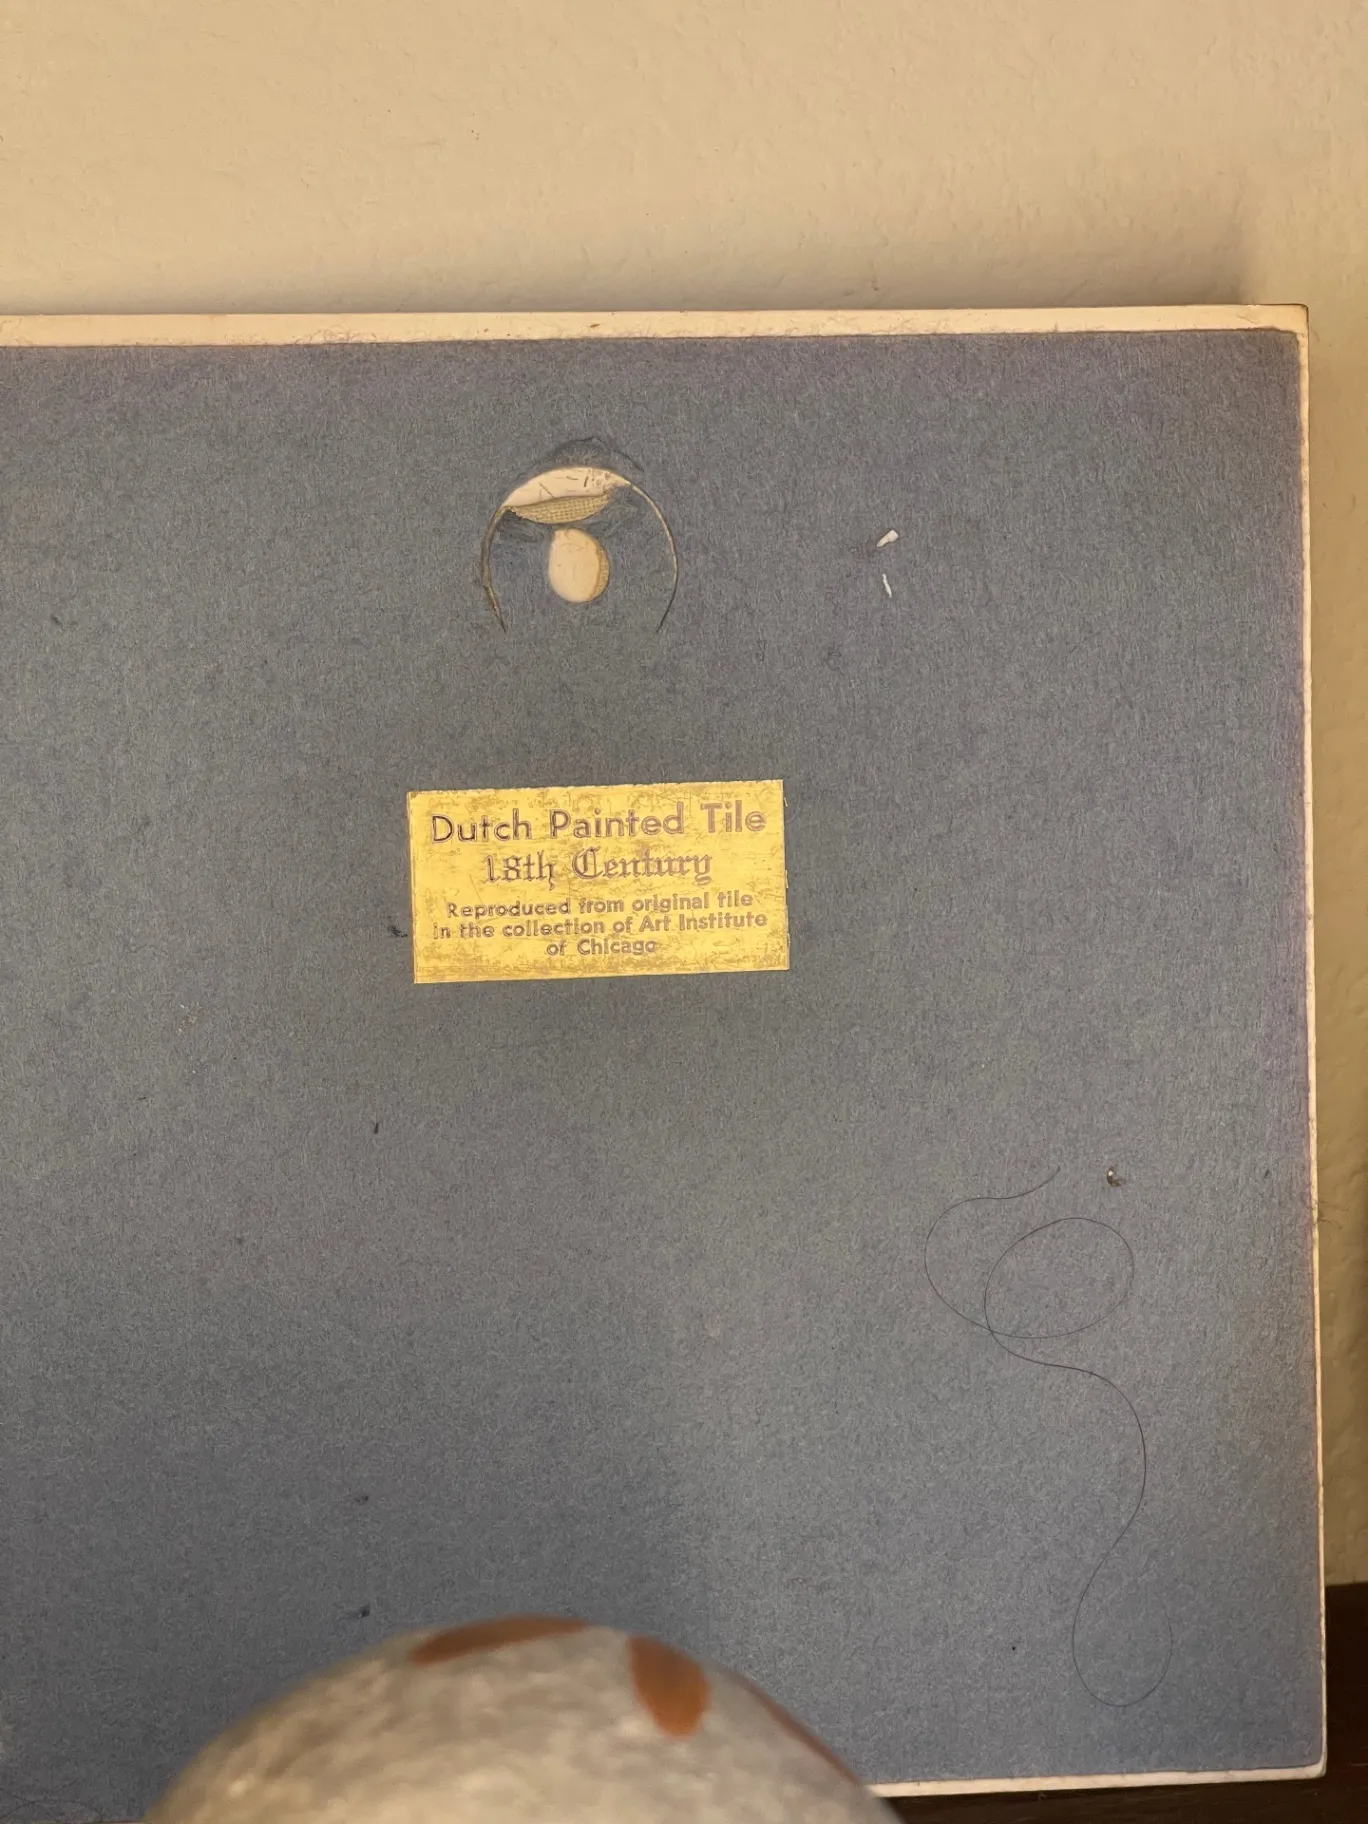 Dutch Painted Tile
18th Century
Reproduced from original tile
in the collection of Art Institute
of Chicago